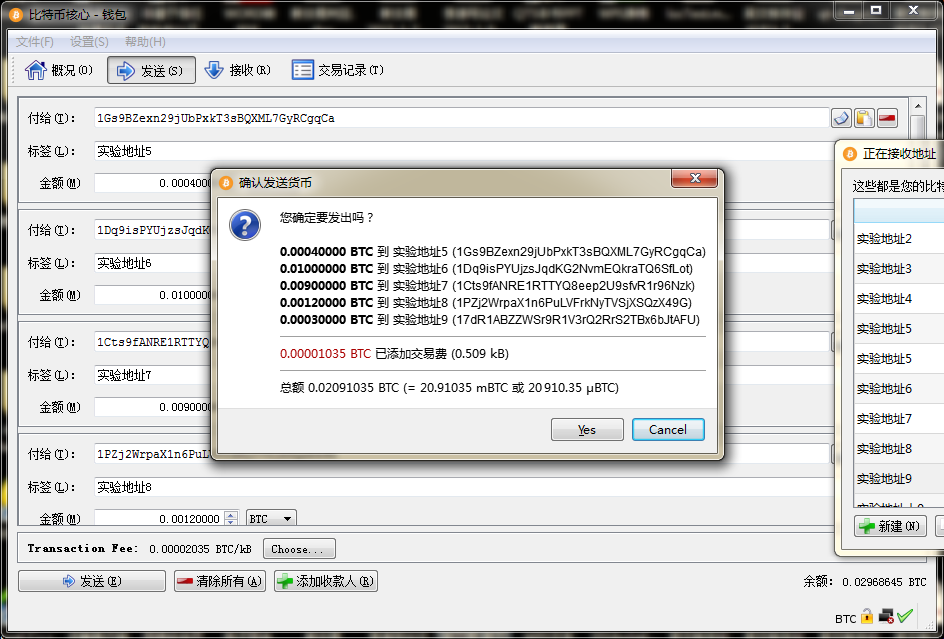 比特币核心 - 钱包
文件(F) 设置(S) 帮助(H)
概况(O) 发送(S) 接收(R) 交易记录(T)
付给(T): 1Gs9BZexn29jUbPxkT3sBQXML7GyRCgqCa
标签(L): 实验地址5
金额(M) 0.0004000
付给(T): 1Dq9isPYUjzsJqdK
标签(L): 实验地址6
金额(M) 0.0100000
付给(T): 1Cts9fANRE1RTTYQ
标签(L): 实验地址7
金额(M) 0.0090000
付给(T): 1PZj2WrpaX1n6PuL
标签(L): 实验地址8
金额(M) 0.00120000 BTC
确认发送货币
您确定要发出吗？
0.00040000 BTC 到 实验地址5 (1Gs9BZexn29jUbPxkT3sBQXML7GyRCgqCa)
0.01000000 BTC 到 实验地址6 (1Dq9isPYUjzsJqdKG2NvmEQkraTQ6SfLot)
0.00900000 BTC 到 实验地址7 (1Cts9fANRE1RTTYQ8eep2U9sfvR1r96Nzk)
0.00120000 BTC 到 实验地址8 (1PZj2WrpaX1n6PuLVFrkNyTVSjXSQzX49G)
0.00030000 BTC 到 实验地址9 (17dR1ABZZWSr9R1V3rQ2RrS2TBx6bJtAFU)
0.00001035 BTC 已添加交易费 (0.509 kB)
总额 0.02091035 BTC (= 20.91035 mBTC 或 20 910.35 µBTC)
Yes Cancel
正在接收地址
这些都是您的比特
实验地址2
实验地址3
实验地址4
实验地址5
实验地址5
实验地址6
实验地址7
实验地址8
实验地址9
新建(N)
Transaction Fee: 0.00002035 BTC/kB Choose...
发送(E) 清除所有(A) 添加收款人(R) 余额: 0.02968645 BTC
BTC